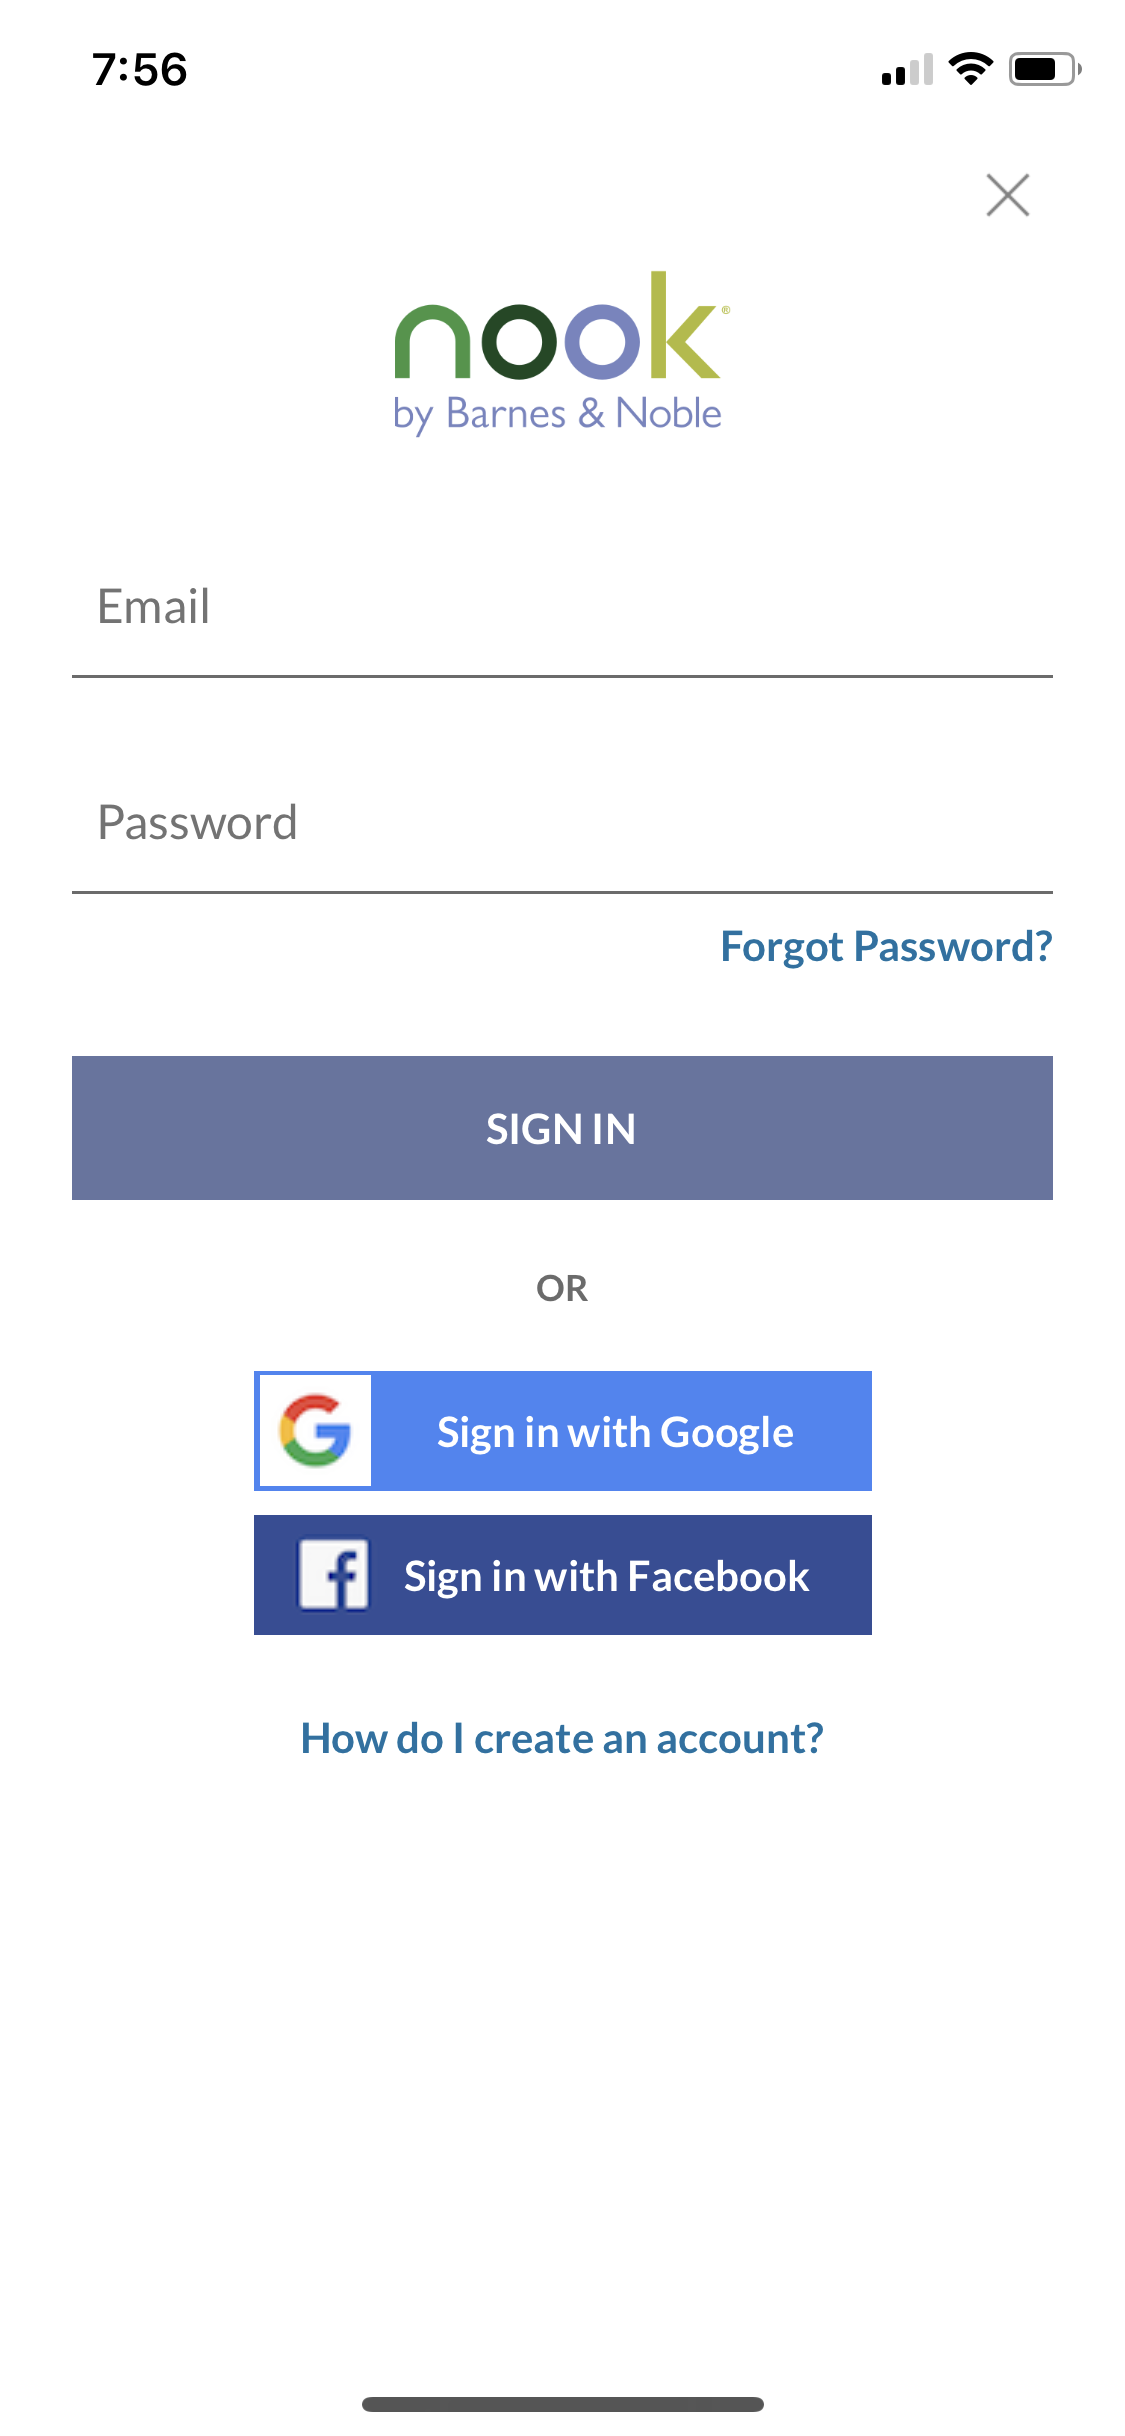 7:56
nook®
by Barnes & Noble
Email
Password
Forgot Password?
SIGN IN
OR
Sign in with Google
Sign in with Facebook
How do I create an account?